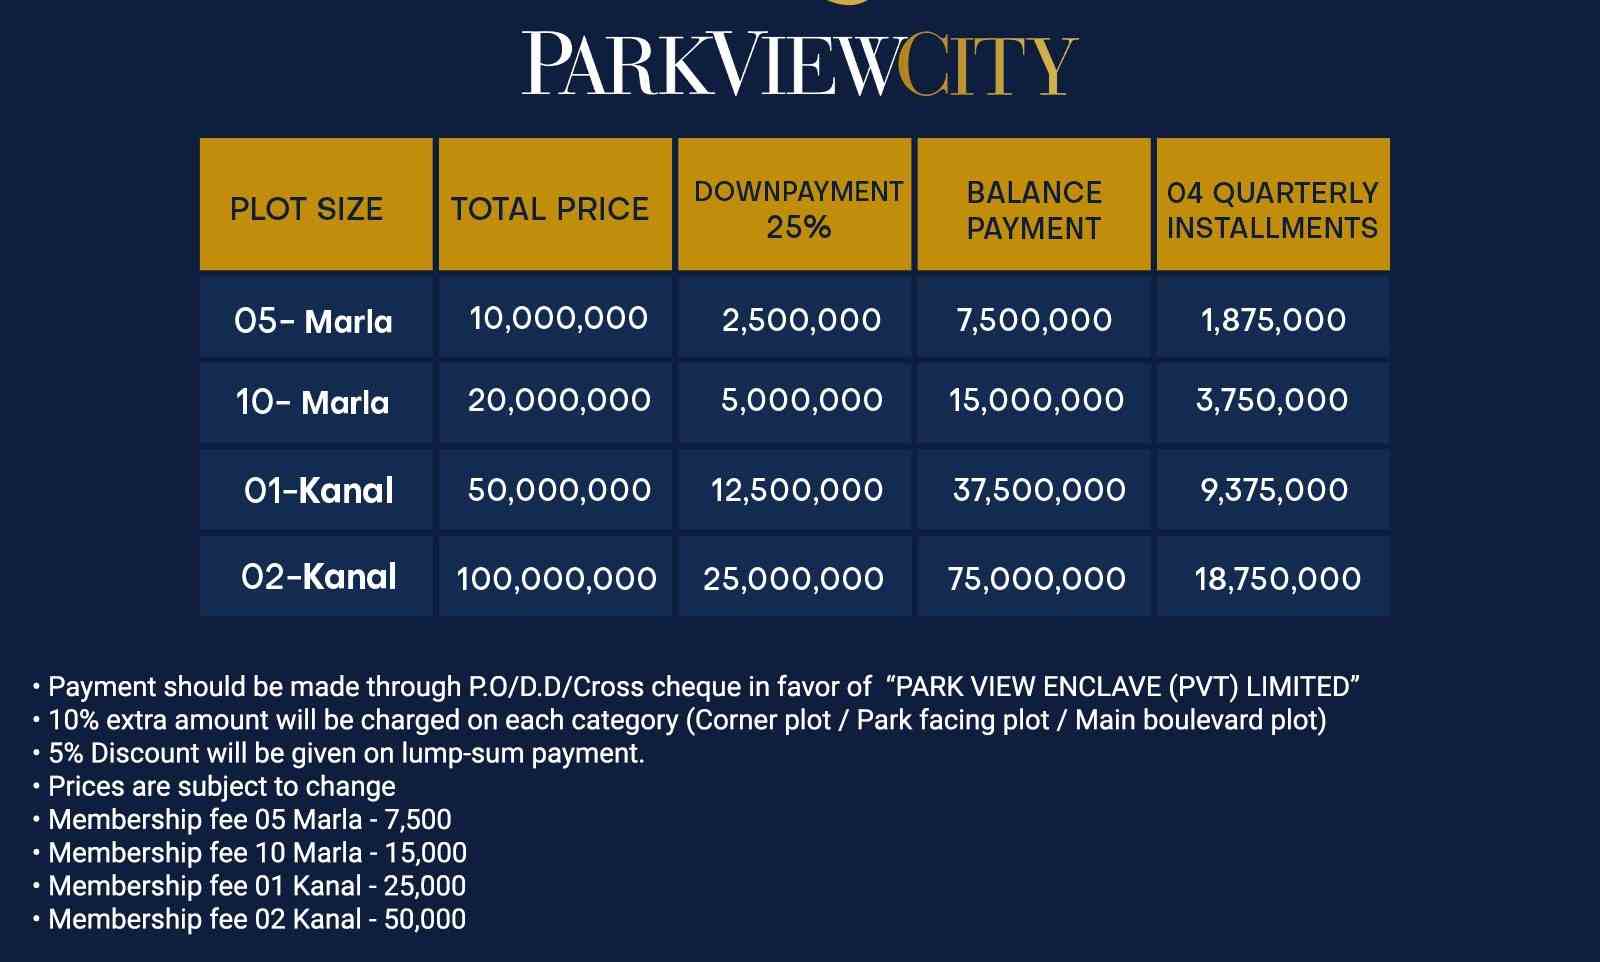 PARKVIEWCITY
PLOT SIZE TOTAL PRICE DOWNPAYMENT 25% BALANCE PAYMENT 04 QUARTERLY INSTALLMENTS
05- Marla 10,000,000 2,500,000 7,500,000 1,875,000
10- Marla 20,000,000 5,000,000 15,000,000 3,750,000
01-Kanal 50,000,000 12,500,000 37,500,000 9,375,000
02-Kanal 100,000,000 25,000,000 75,000,000 18,750,000
• Payment should be made through P.O/D.D/Cross cheque in favor of “PARK VIEW ENCLAVE (PVT) LIMITED”
• 10% extra amount will be charged on each category (Corner plot / Park facing plot / Main boulevard plot)
• 5% Discount will be given on lump-sum payment.
• Prices are subject to change
• Membership fee 05 Marla - 7,500
• Membership fee 10 Marla - 15,000
• Membership fee 01 Kanal - 25,000
• Membership fee 02 Kanal - 50,000